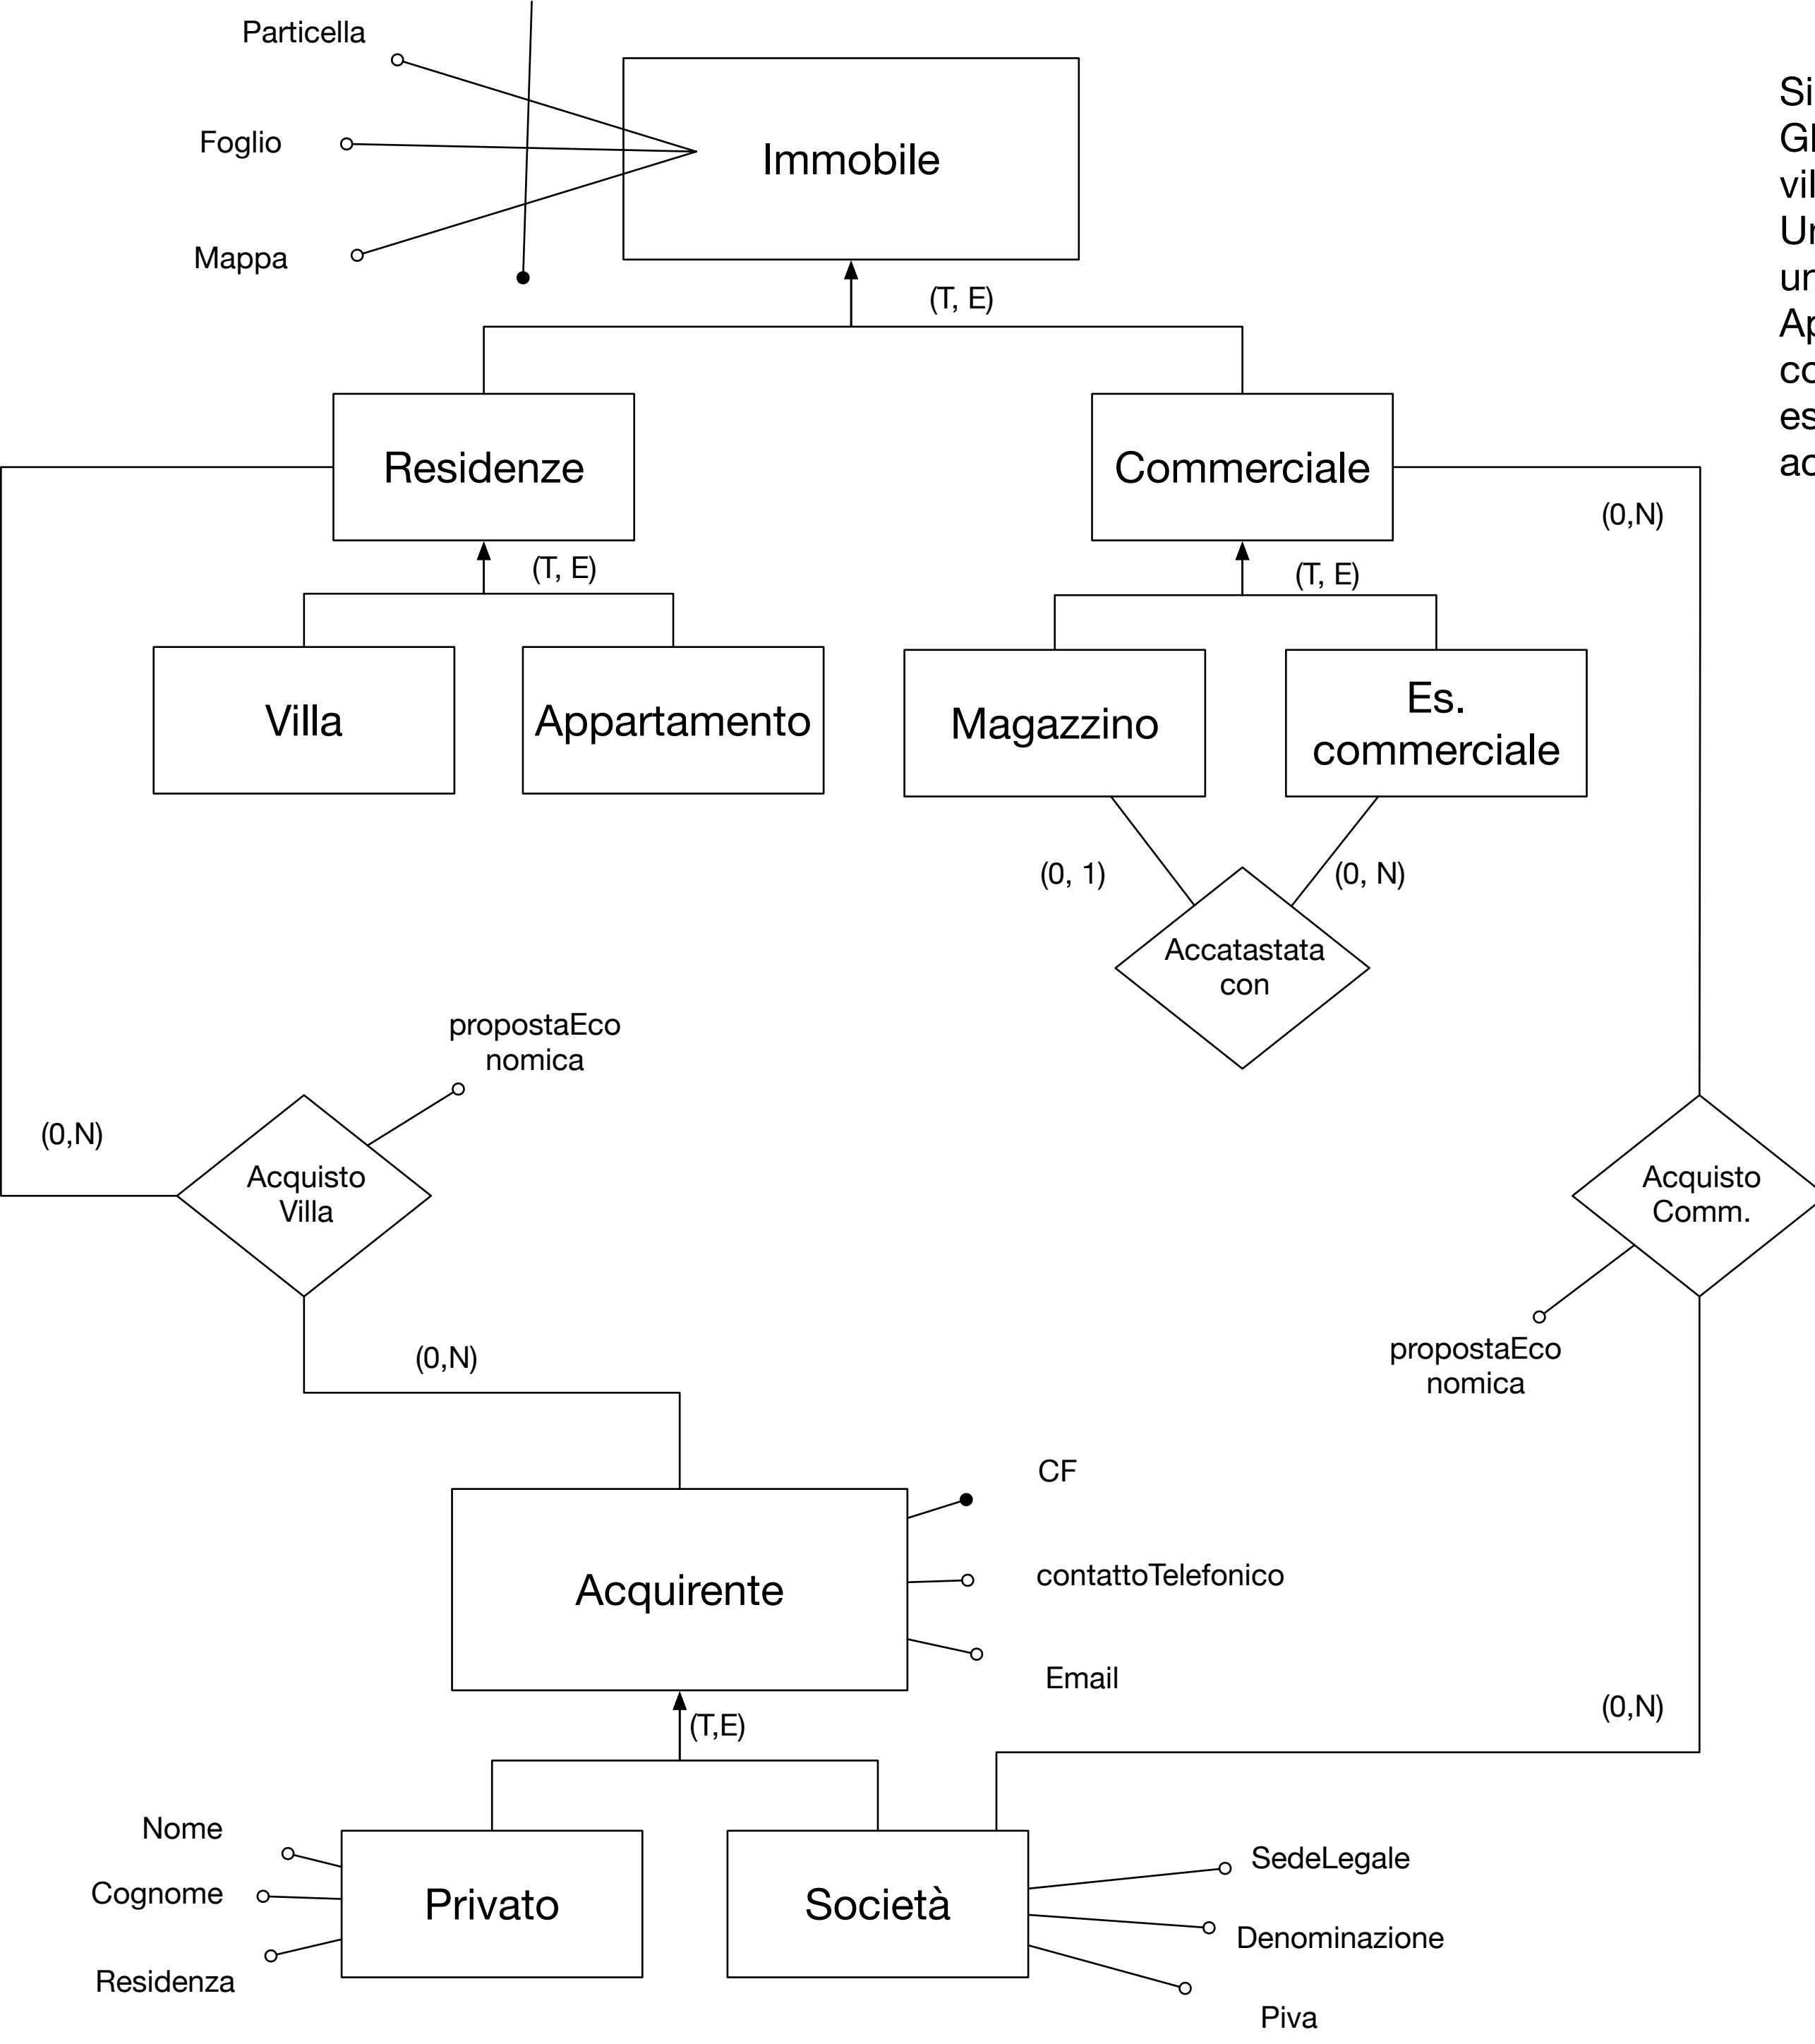 Particella
Foglio
Mappa
Immobile
(T, E)
Residenze
Commerciale
(0,N)
(T, E)
(T, E)
Villa
Appartamento
Magazzino
Es.
commerciale
(0, 1)
(0, N)
Accatastata
con
propostaEco
nomica
(0,N)
Acquisto
Villa
Acquisto
Comm.
propostaEco
nomica
(0,N)
CF
contattoTelefonico
Email
Acquirente
(T,E)
(0,N)
Nome
Cognome
Residenza
Privato
Società
SedeLegale
Denominazione
Piva
Si